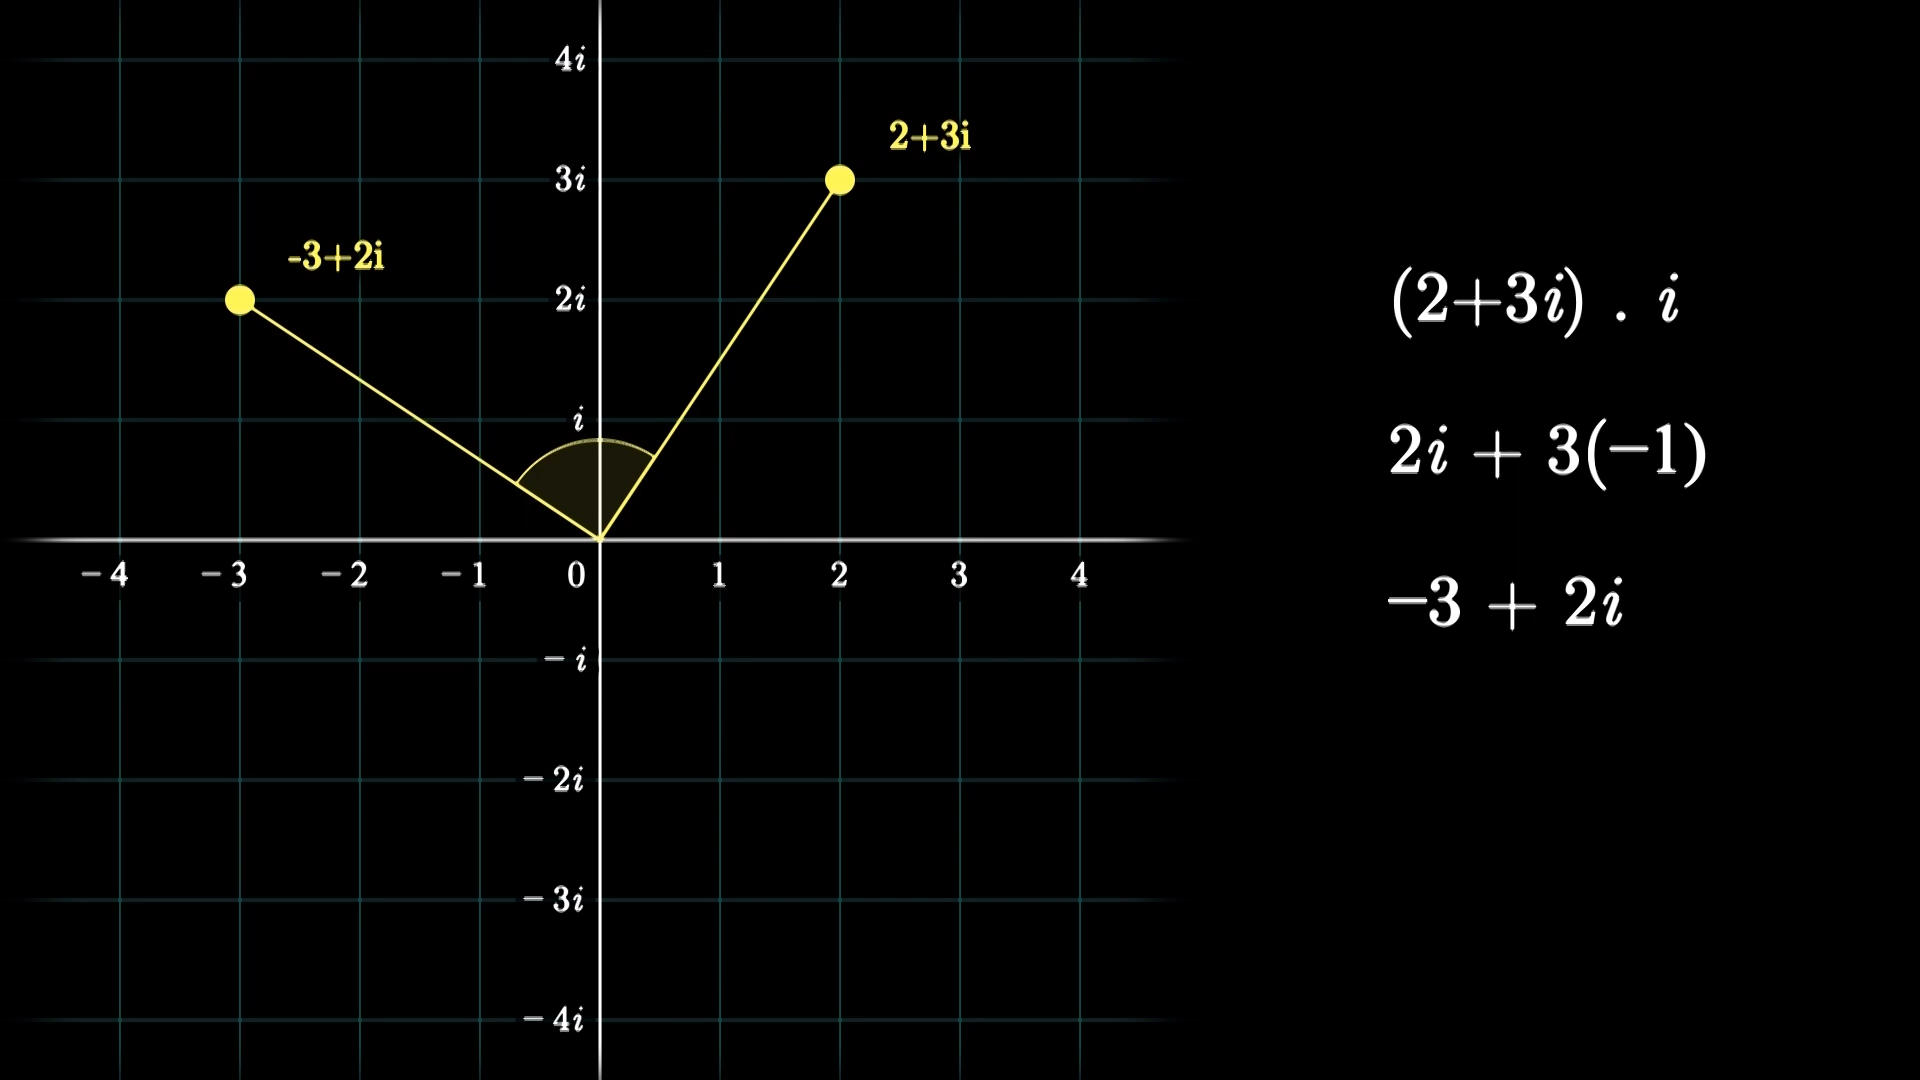 4i
2+3i
3i
-3+2i
2i
i
−4 −3 −2 −1 0 1 2 3 4
−i
−2i
−3i
−4i
(2+3i) . i
2i + 3(−1)
−3 + 2i